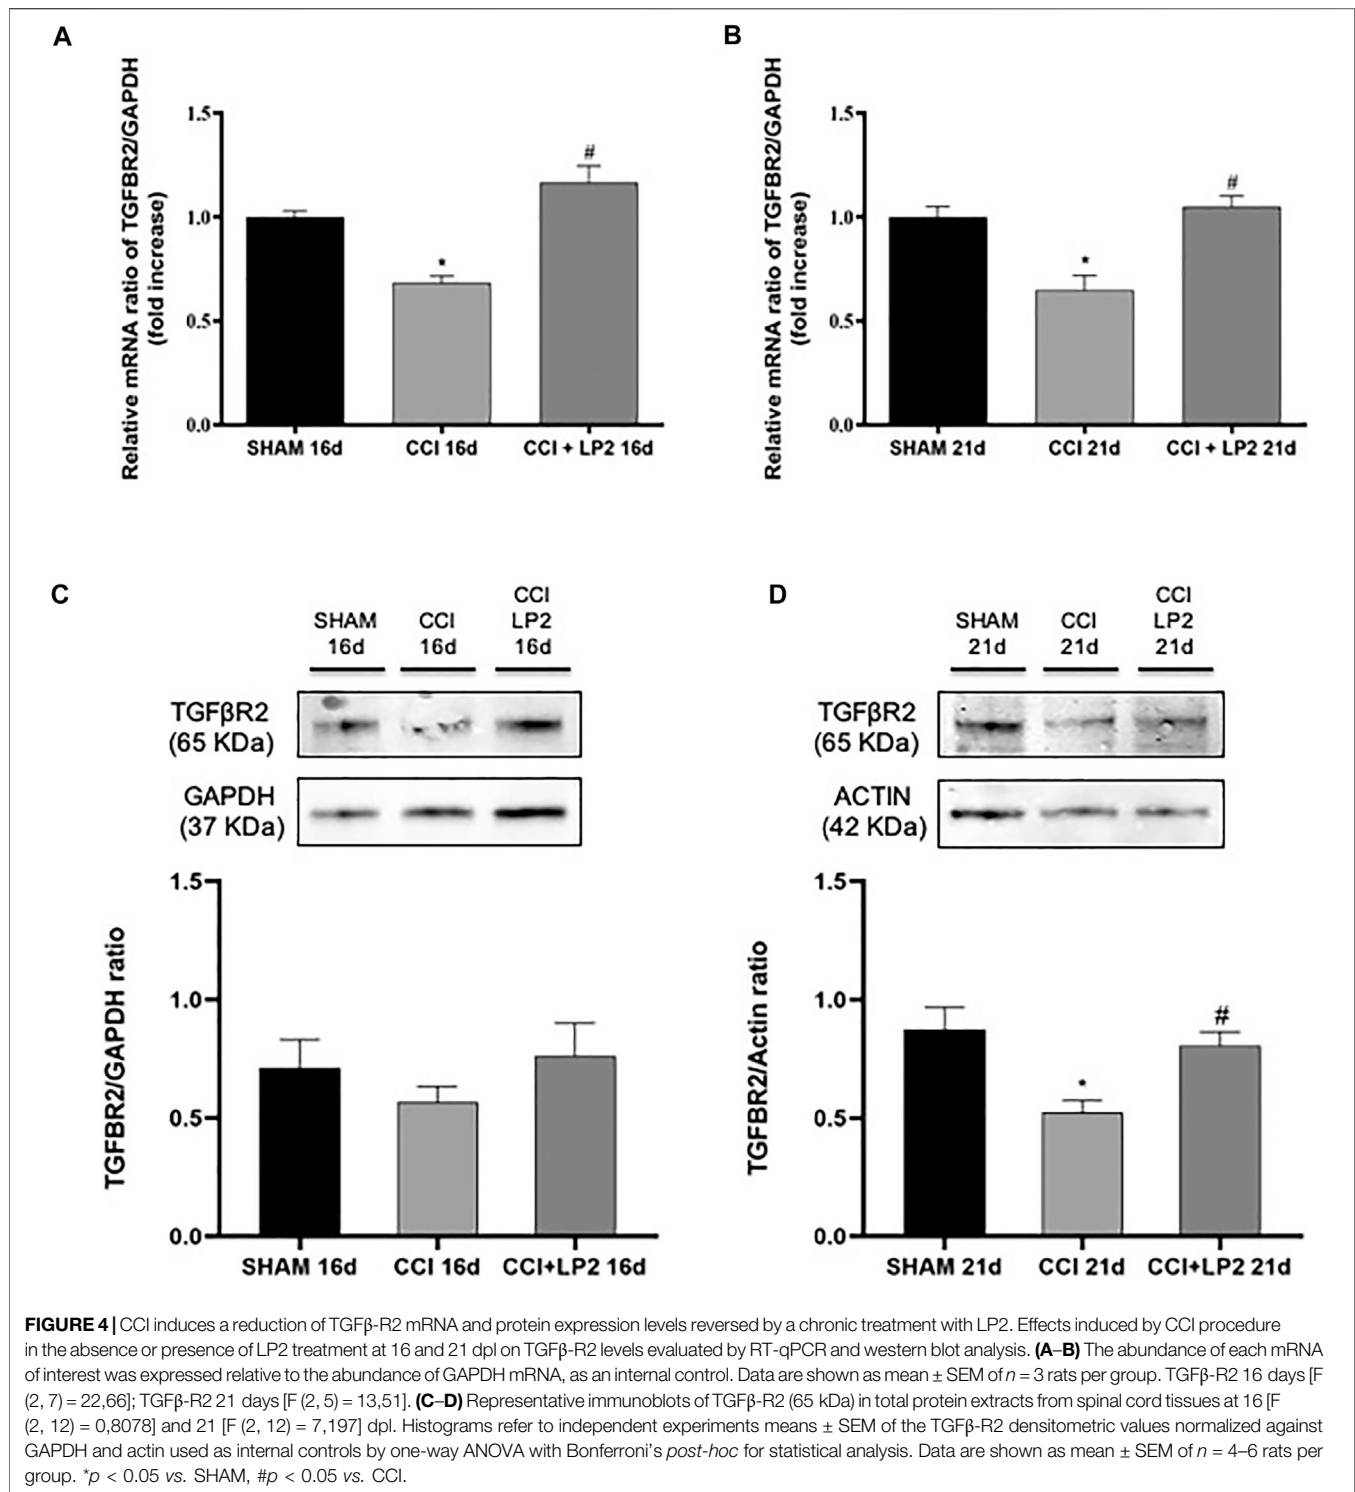 A
Relative mRNA ratio of TGFBR2/GAPDH
(fold increase)
1.5
1.0
0.5
0.0
*
#
SHAM 16d
CCI 16d
CCI + LP2 16d
B
Relative mRNA ratio of TGFBR2/GAPDH
(fold increase)
1.5
1.0
0.5
0.0
*
#
SHAM 21d
CCI 21d
CCI + LP2 21d
C
SHAM
16d
CCI
16d
CCI
LP2
16d
TGFβR2
(65 KDa)
GAPDH
(37 KDa)
TGFBR2/GAPDH ratio
1.5
1.0
0.5
0.0
SHAM 16d
CCI 16d
CCI+LP2 16d
D
SHAM
21d
CCI
21d
CCI
LP2
21d
TGFβR2
(65 KDa)
ACTIN
(42 KDa)
TGFBR2/Actin ratio
1.5
1.0
0.5
0.0
*
#
SHAM 21d
CCI 21d
CCI+LP2 21d
FIGURE 4 | CCI induces a reduction of TGFβ-R2 mRNA and protein expression levels reversed by a chronic treatment with LP2. Effects induced by CCI procedure
in the absence or presence of LP2 treatment at 16 and 21 dpl on TGFβ-R2 levels evaluated by RT-qPCR and western blot analysis. (A–B) The abundance of each mRNA
of interest was expressed relative to the abundance of GAPDH mRNA, as an internal control. Data are shown as mean ± SEM of n = 3 rats per group. TGFβ-R2 16 days [F
(2, 7) = 22,66]; TGFβ-R2 21 days [F (2, 5) = 13,51]. (C–D) Representative immunoblots of TGFβ-R2 (65 kDa) in total protein extracts from spinal cord tissues at 16 [F
(2, 12) = 0,8078] and 21 [F (2, 12) = 7,197] dpl. Histograms refer to independent experiments means ± SEM of the TGFβ-R2 densitometric values normalized against
GAPDH and actin used as internal controls by one-way ANOVA with Bonferroni's post-hoc for statistical analysis. Data are shown as mean ± SEM of n = 4–6 rats per
group. *p < 0.05 vs. SHAM, #p < 0.05 vs. CCI.